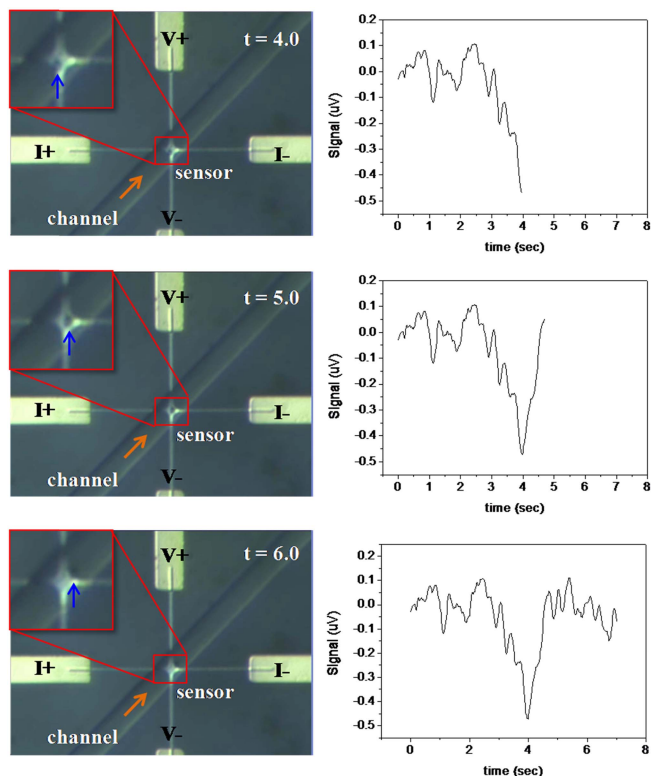 V+
t = 4.0
I+
I-
sensor
channel
V-
0.2
0.1
0.0
-0.1
-0.2
-0.3
-0.4
-0.5
Signal (uV)
0 1 2 3 4 5 6 7 8
time (sec)
V+
t = 5.0
I+
I-
sensor
channel
V-
0.2
0.1
0.0
-0.1
-0.2
-0.3
-0.4
-0.5
Signal (uV)
0 1 2 3 4 5 6 7 8
time (sec)
V+
t = 6.0
I+
I-
sensor
channel
V-
0.2
0.1
0.0
-0.1
-0.2
-0.3
-0.4
-0.5
Signal (uV)
0 1 2 3 4 5 6 7 8
time (sec)